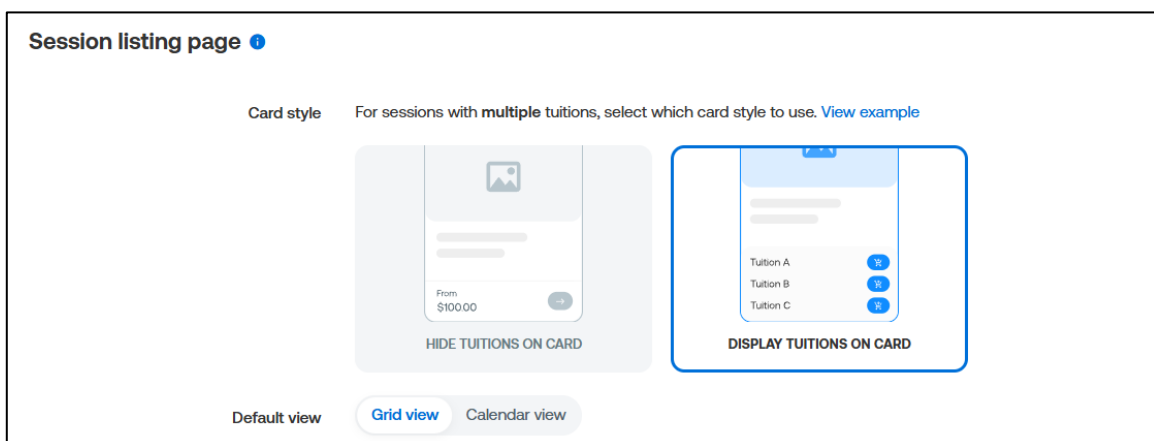 Session listing page
Card style
For sessions with multiple tuitions, select which card style to use. View example
From
$100.00
HIDE TUITIONS ON CARD
Tuition A
Tuition B
Tuition C
DISPLAY TUITIONS ON CARD
Default view
Grid view
Calendar view